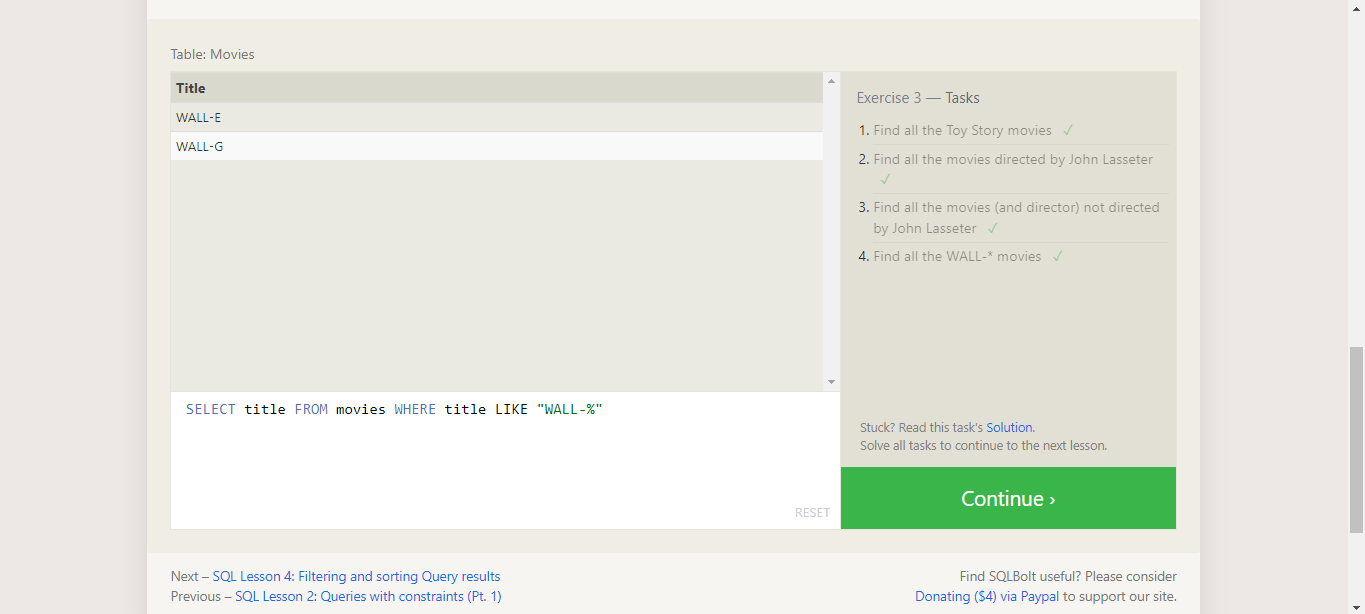 Table: Movies
Title
WALL-E
WALL-G
SELECT title FROM movies WHERE title LIKE "WALL-%"
RESET
Exercise 3 — Tasks
1. Find all the Toy Story movies ✓
2. Find all the movies directed by John Lasseter
✓
3. Find all the movies (and director) not directed
by John Lasseter ✓
4. Find all the WALL-* movies ✓
Stuck? Read this task's Solution.
Solve all tasks to continue to the next lesson.
Continue ›
Next – SQL Lesson 4: Filtering and sorting Query results
Previous – SQL Lesson 2: Queries with constraints (Pt. 1)
Find SQLBolt useful? Please consider
Donating ($4) via Paypal to support our site.